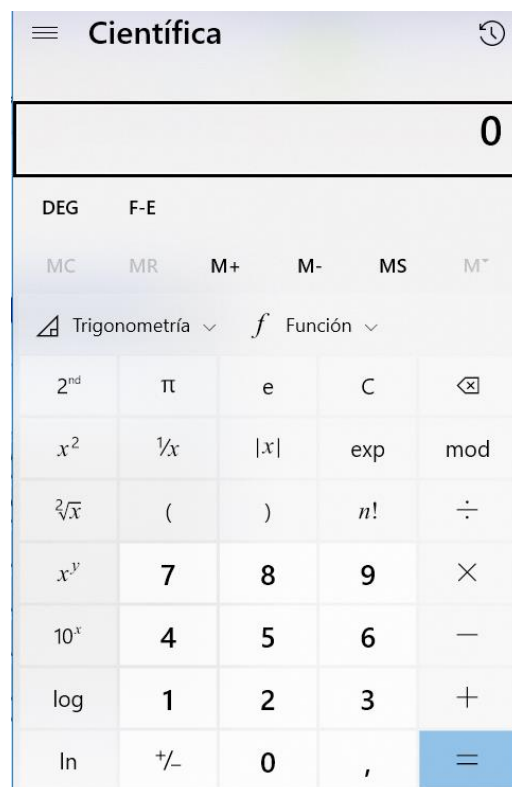 Científica
0
DEG F-E
MC MR M+ M- MS M˅
Trigonometría f Función
2ⁿᵈ π e C
x² ¹/x |x| exp mod
²√x ( ) n! ÷
xʸ 7 8 9 ×
10ˣ 4 5 6 −
log 1 2 3 +
ln +/− 0 , =